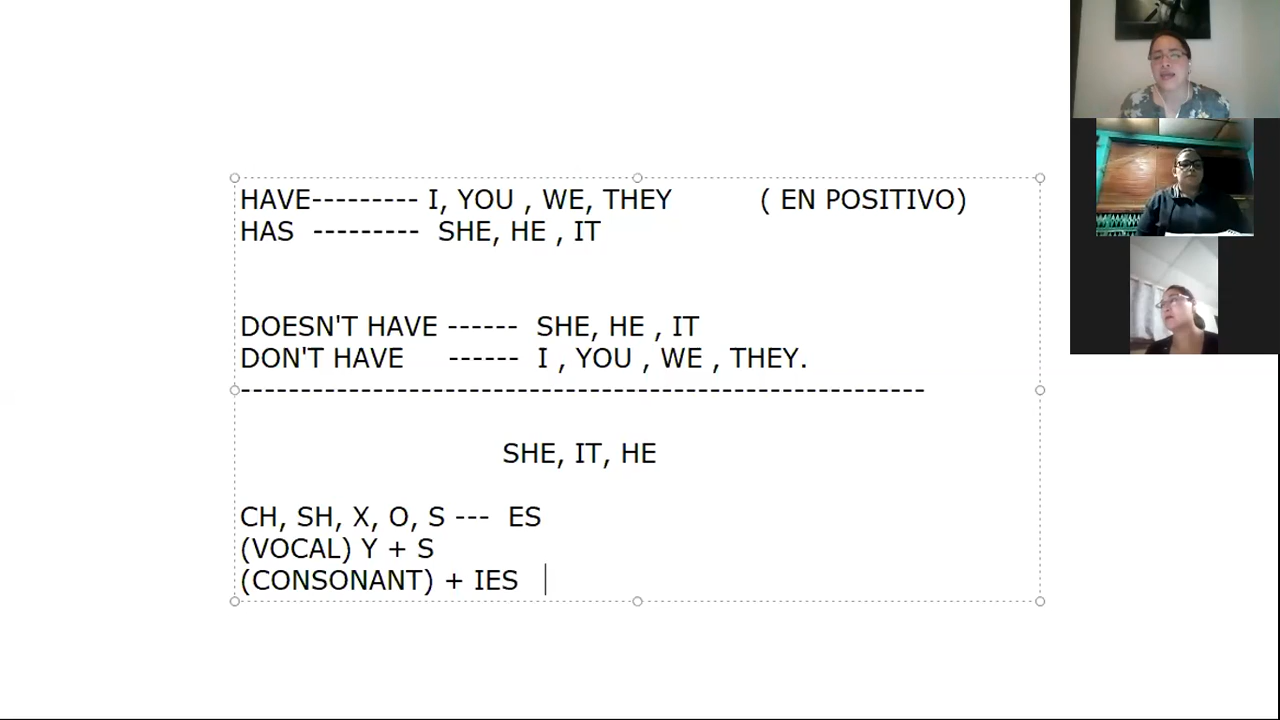 HAVE--------- I, YOU , WE, THEY ( EN POSITIVO)
HAS --------- SHE, HE , IT
DOESN'T HAVE ------ SHE, HE , IT
DON'T HAVE ------ I , YOU , WE , THEY.
---------------------------------------------------------
SHE, IT, HE
CH, SH, X, O, S --- ES
(VOCAL) Y + S
(CONSONANT) + IES